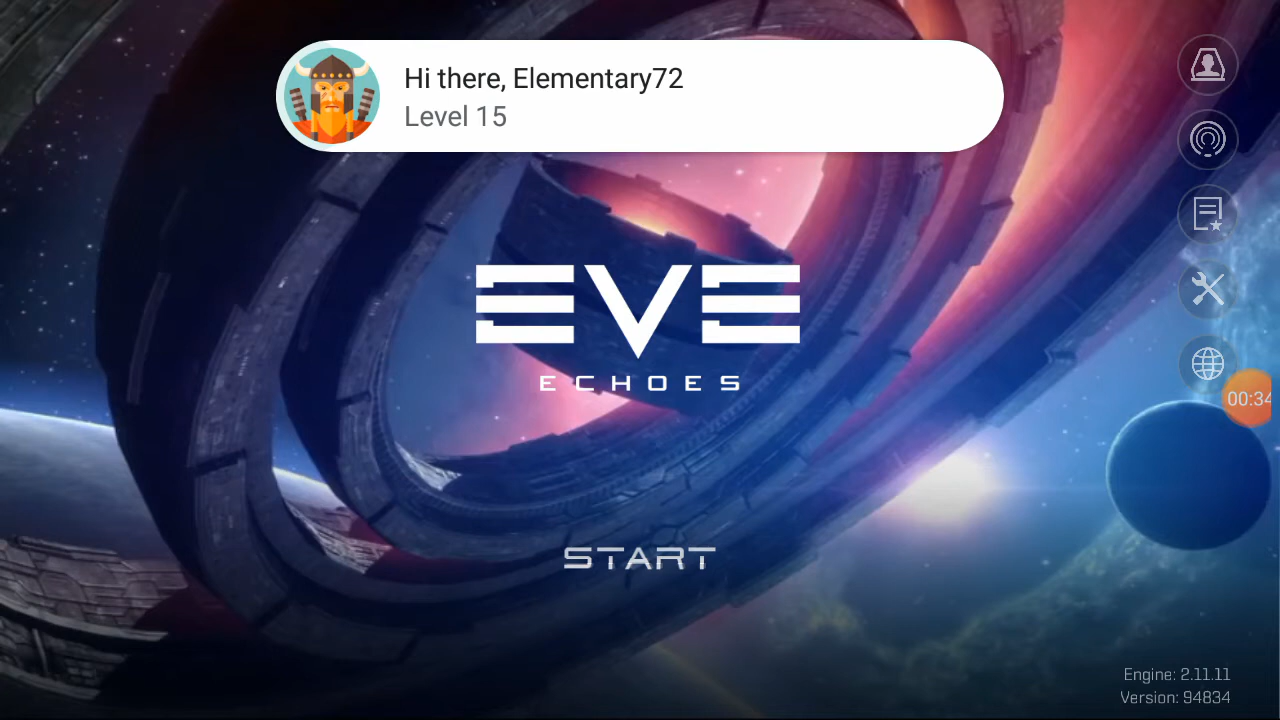 Hi there, Elementary72
Level 15
EVE
ECHOES
00:34
START
Engine: 2.11.11
Version: 94834